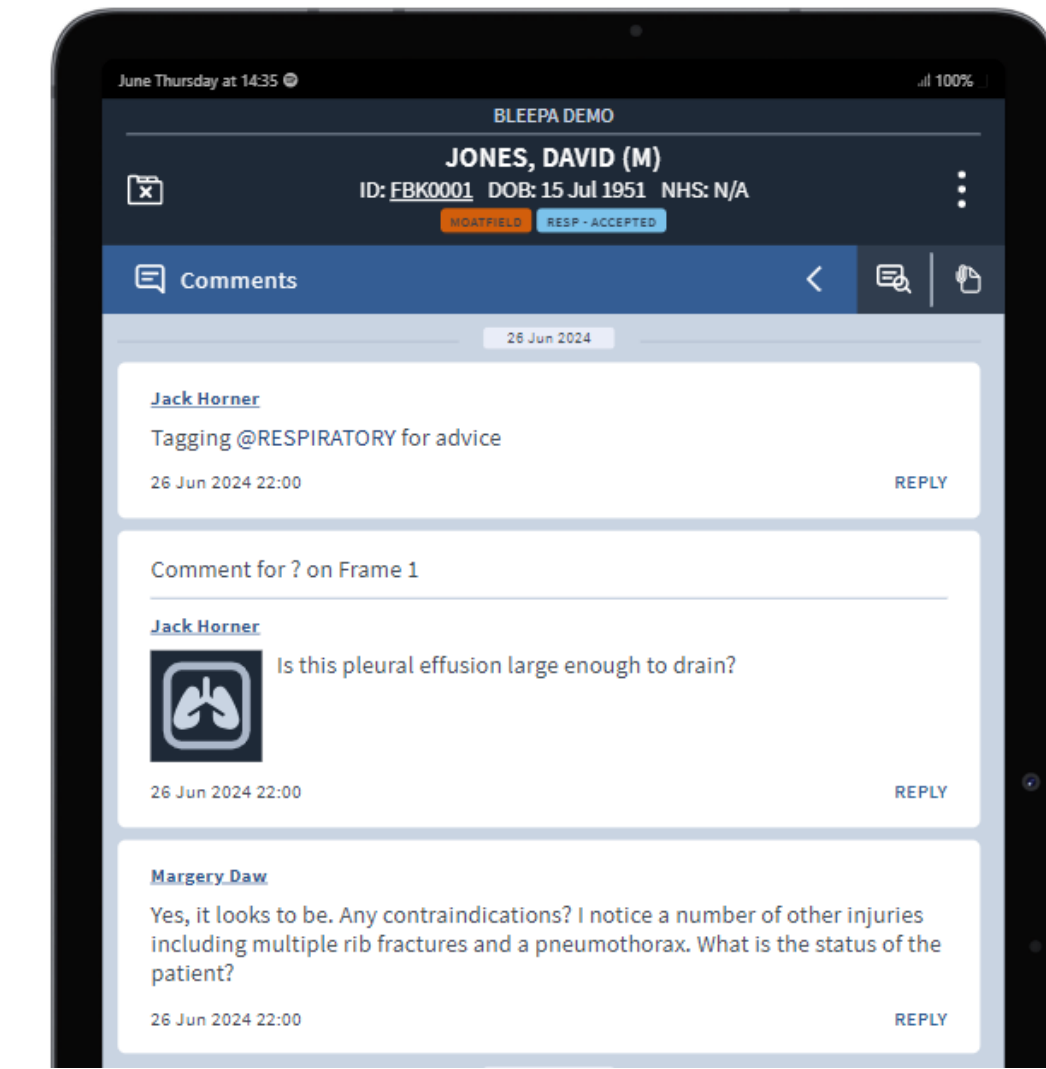 June Thursday at 14:35
100%
BLEEPA DEMO
JONES, DAVID (M)
ID: FBK0001 DOB: 15 Jul 1951 NHS: N/A
MOATFIELD RESP - ACCEPTED
Comments
26 Jun 2024
Jack Horner
Tagging @RESPIRATORY for advice
26 Jun 2024 22:00 REPLY
Comment for ? on Frame 1
Jack Horner
Is this pleural effusion large enough to drain?
26 Jun 2024 22:00 REPLY
Margery Daw
Yes, it looks to be. Any contraindications? I notice a number of other injuries
including multiple rib fractures and a pneumothorax. What is the status of the
patient?
26 Jun 2024 22:00 REPLY